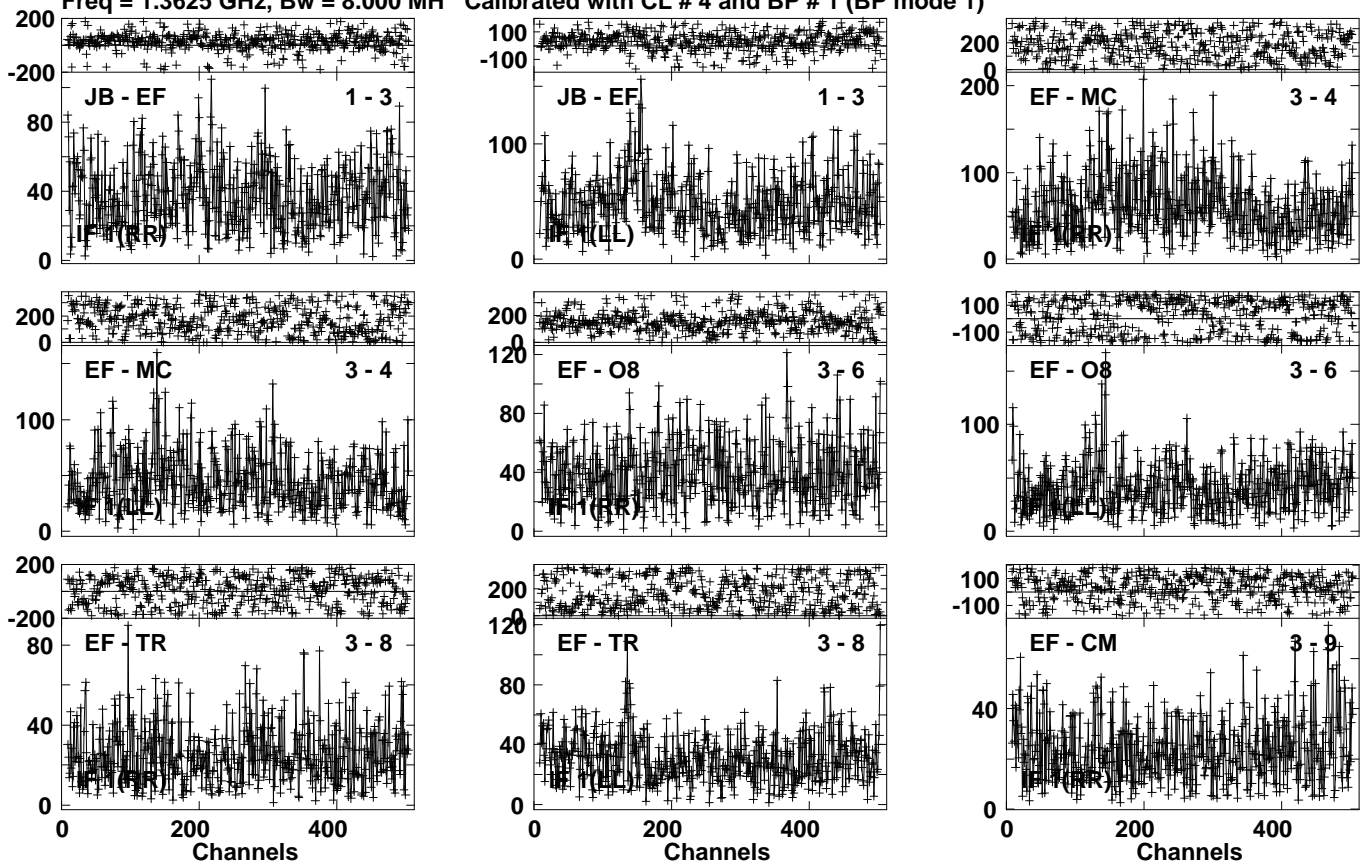 Freq = 1.3625 GHz, Bw = 8.000 MH Calibrated with CL # 4 and BP # 1 (BP mode 1)
200
-200
JB - EF 1 - 3
80
40
0
IF 1(RR)
100
-100
JB - EF 1 - 3
100
0
IF 1(LL)
200
0
EF - MC 3 - 4
200
150
100
50
0
IF 1(RR)
200
0
EF - MC 3 - 4
100
0
IF 1(LL)
200
0
120
EF - O8 3 - 6
80
40
0
IF 1(RR)
100
-100
EF - O8 3 - 6
100
0
IF 1(LL)
200
-200
EF - TR 3 - 8
80
40
0
IF 1(RR)
0 200 400
Channels
200
0
120
EF - TR 3 - 8
80
40
0
IF 1(LL)
0 200 400
Channels
100
-100
EF - CM 3 - 9
40
0
IF 1(RR)
0 200 400
Channels